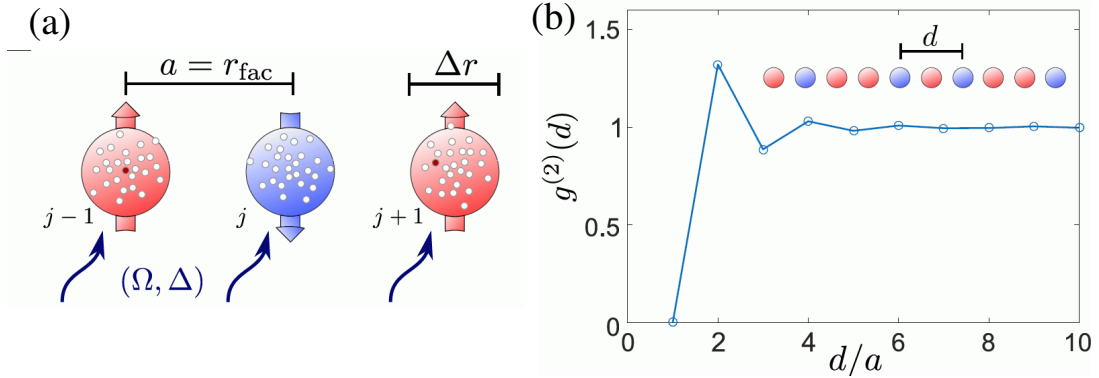 (a)
a = r_fac
Δr
j − 1
j
j + 1
(Ω, Δ)
(b)
g^(2)(d)
1.5
1
0.5
0
d
0 2 4 6 8 10
d/a